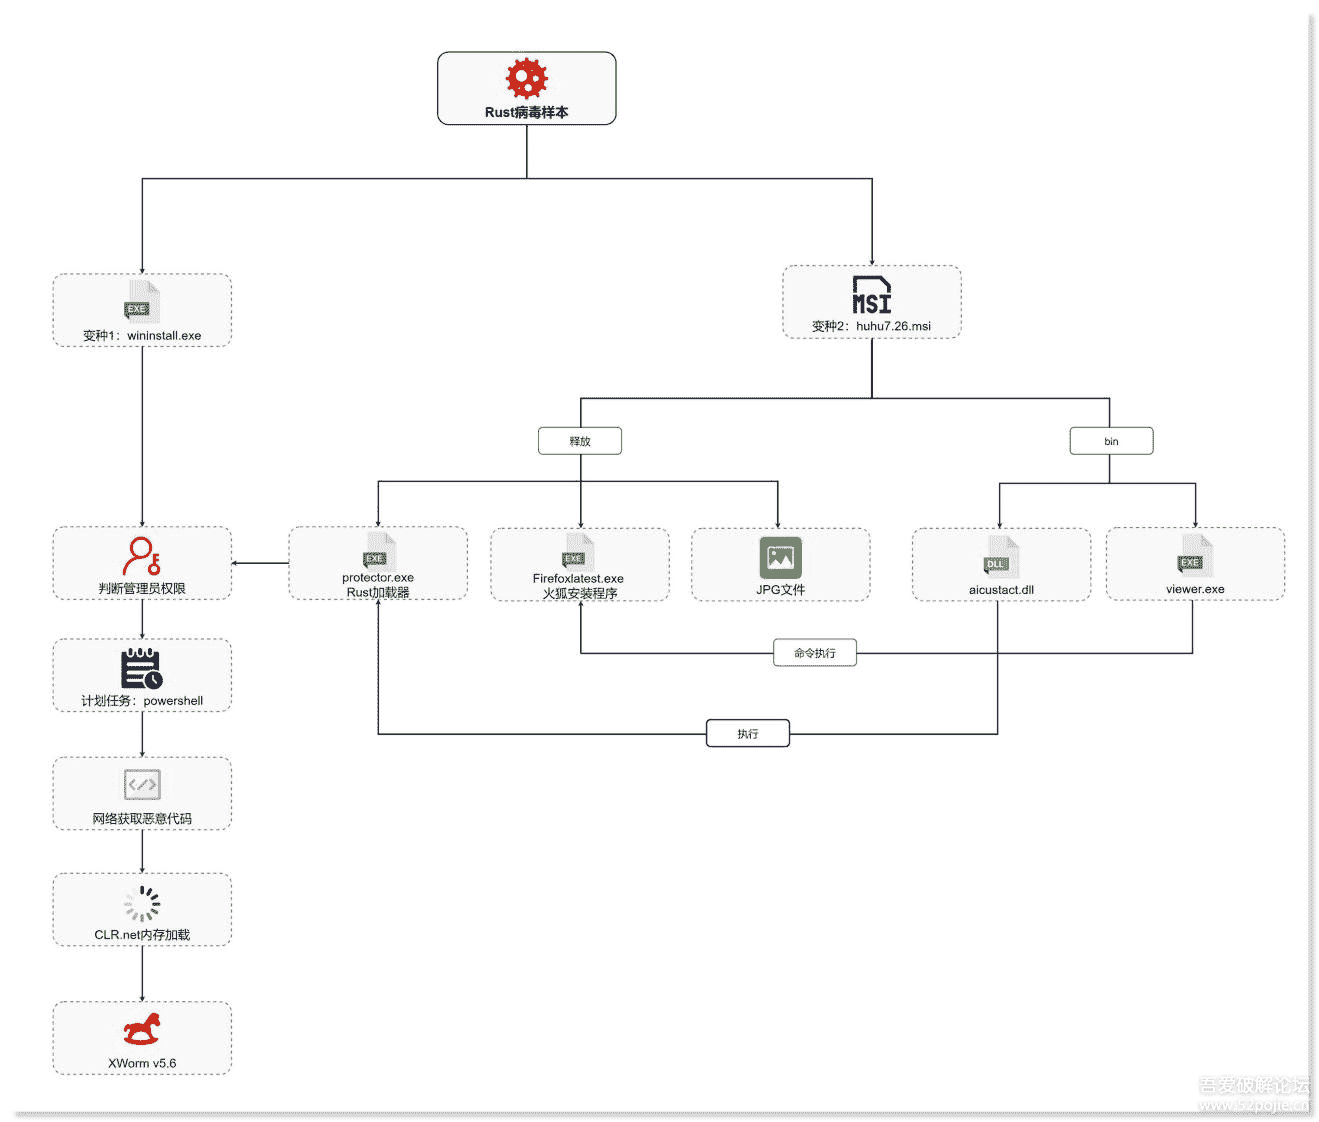 Rust病毒样本
EXE
变种1：wininstall.exe
MSI
变种2：huhu7.26.msi
释放
bin
判断管理员权限
EXE
protector.exe
Rust加载器
EXE
Firefoxlatest.exe
火狐安装程序
JPG文件
DLL
aicustact.dll
EXE
viewer.exe
命令执行
计划任务：powershell
执行
</>
网络获取恶意代码
CLR.net内存加载
XWorm v5.6
吾爱破解论坛
www.52pojie.cn